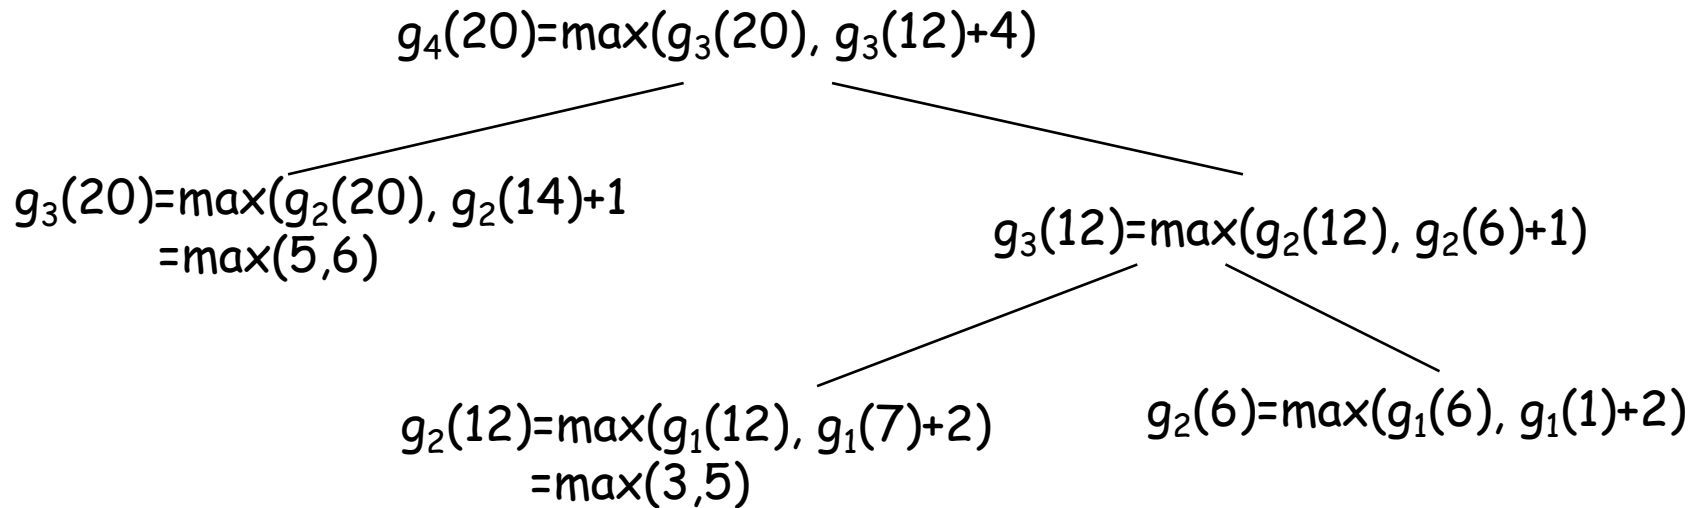 g₄(20)=max(g₃(20), g₃(12)+4)
g₃(20)=max(g₂(20), g₂(14)+1
=max(5,6)
g₃(12)=max(g₂(12), g₂(6)+1)
g₂(12)=max(g₁(12), g₁(7)+2)
=max(3,5)
g₂(6)=max(g₁(6), g₁(1)+2)